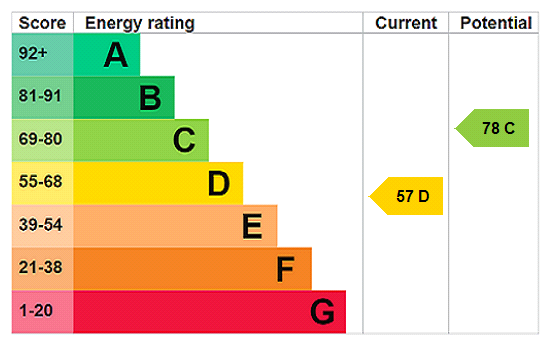 Score Energy rating Current Potential
92+ A
81-91 B
69-80 C 78 C
55-68 D 57 D
39-54 E
21-38 F
1-20 G